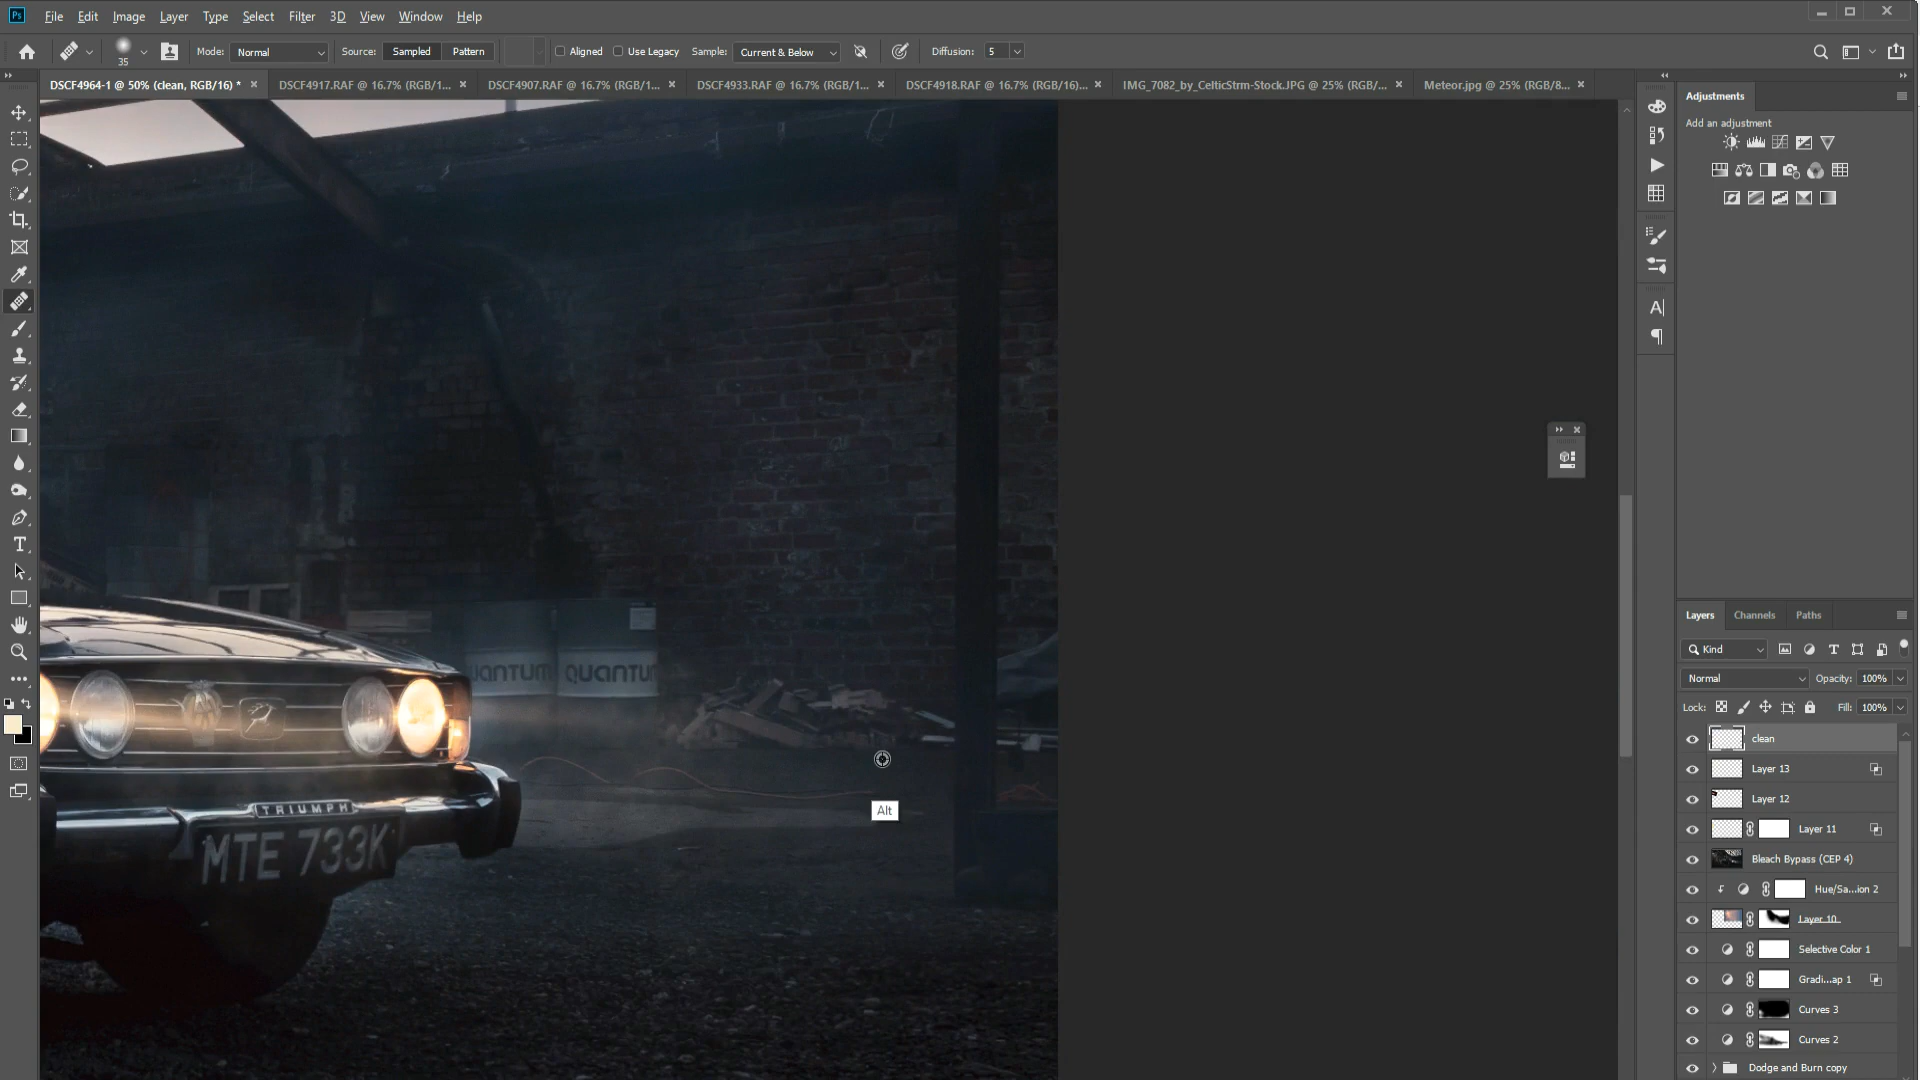 Ps File Edit Image Layer Type Select Filter 3D View Window Help
35 Mode: Normal Source: Sampled Pattern Aligned Use Legacy Sample: Current & Below Diffusion: 5
DSCF4964-1 @ 50% (clean, RGB/16) * DSCF4917.RAF @ 16.7% (RGB/1... DSCF4907.RAF @ 16.7% (RGB/1... DSCF4933.RAF @ 16.7% (RGB/1... DSCF4918.RAF @ 16.7% (RGB/16)... IMG_7082_by_CelticStrm-Stock.JPG @ 25% (RGB/... Meteor.jpg @ 25% (RGB/8...
Adjustments
Add an adjustment
Layers Channels Paths
Kind
Normal Opacity: 100%
Lock: Fill: 100%
clean
Layer 13
Layer 12
Layer 11
Bleach Bypass (CEP 4)
Hue/Sa...ion 2
Layer 10
Selective Color 1
Gradi...ap 1
Curves 3
Curves 2
Dodge and Burn copy
QUANTUM QUANTUM
Alt
TRIUMPH
MTE 733K